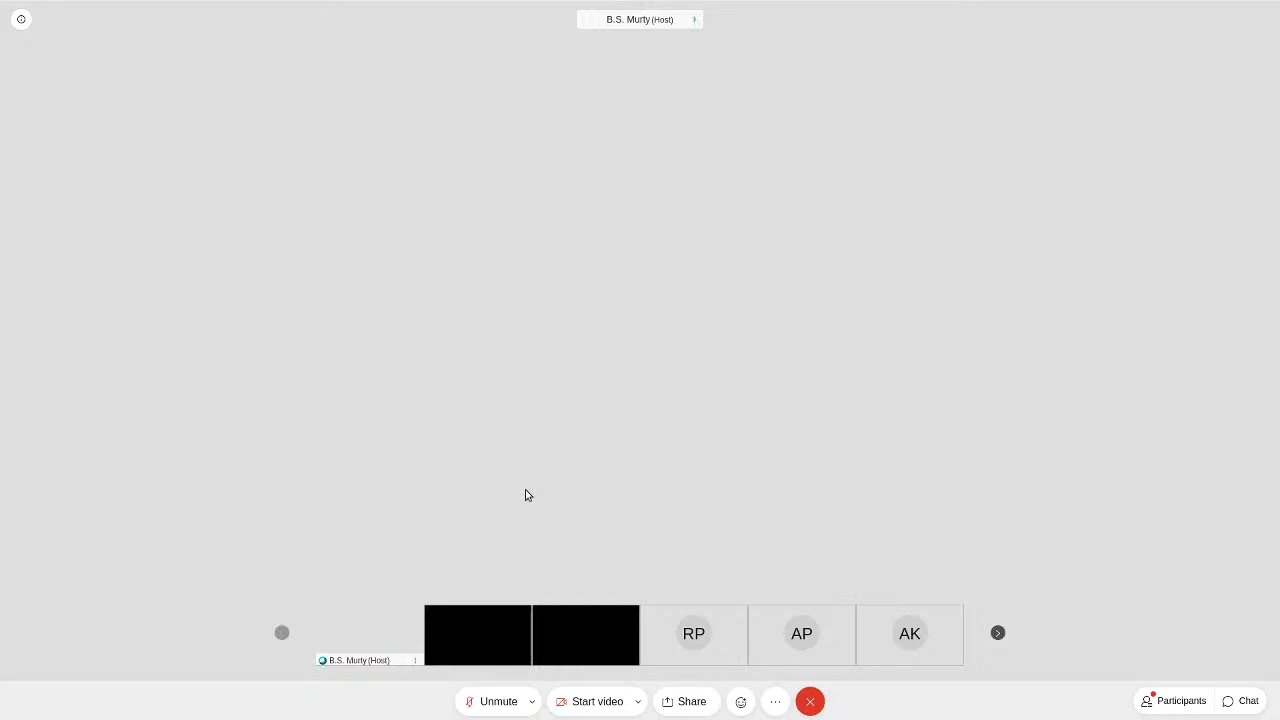 B.S. Murty (Host)
RP
AP
AK
B.S. Murty (Host)
Unmute
Start video
Share
Participants
Chat